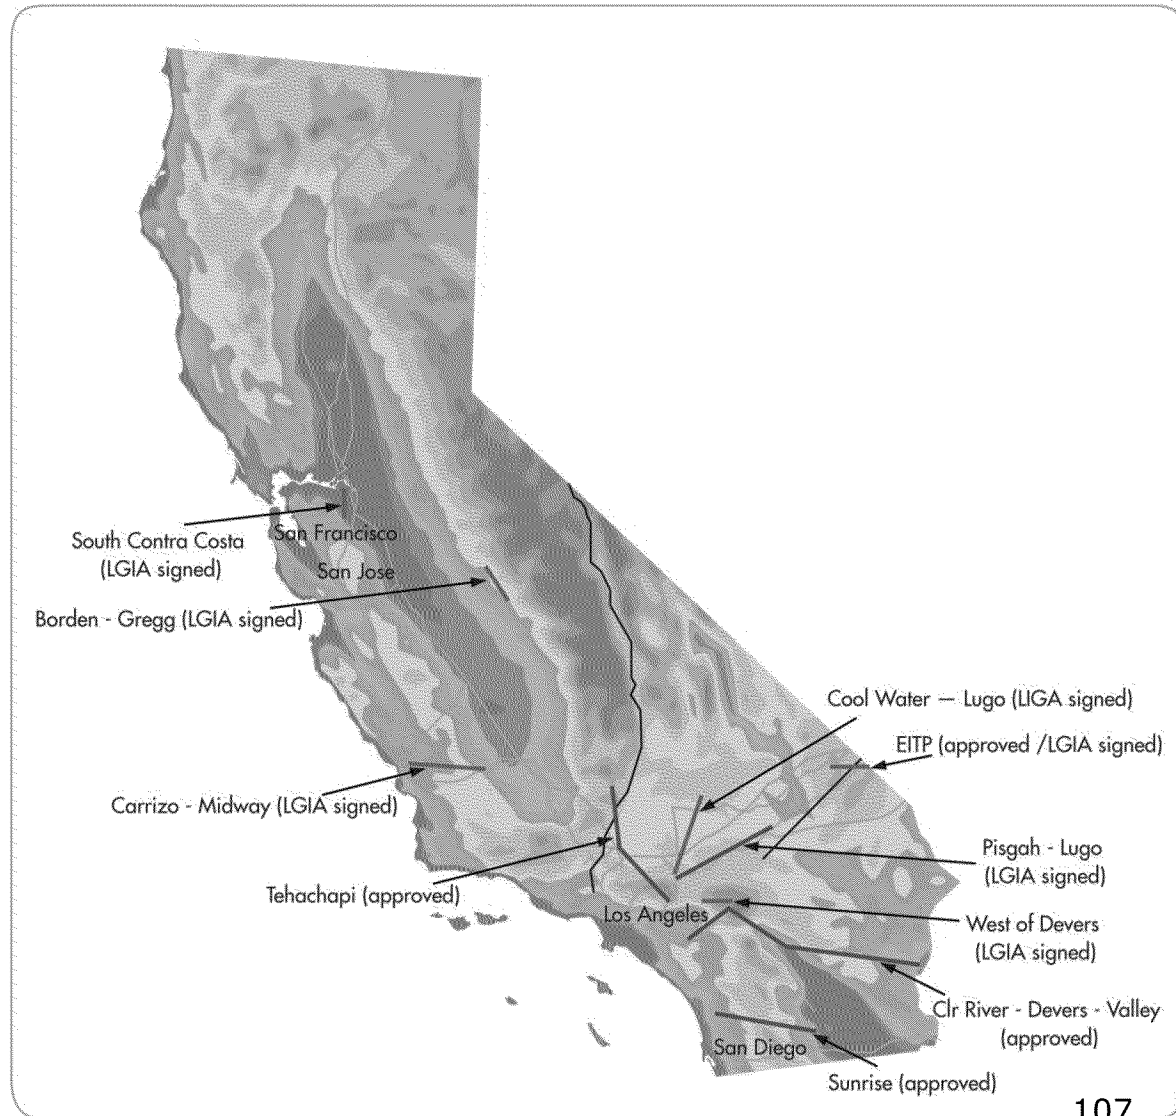 South Contra Costa
(LGIA signed)
San Francisco
San Jose
Borden - Gregg (LGIA signed)
Cool Water – Lugo (LIGA signed)
EITP (approved /LGIA signed)
Carrizo - Midway (LGIA signed)
Pisgah - Lugo
(LGIA signed)
Tehachapi (approved)
Los Angeles
West of Devers
(LGIA signed)
Clr River - Devers - Valley
(approved)
San Diego
Sunrise (approved)
107